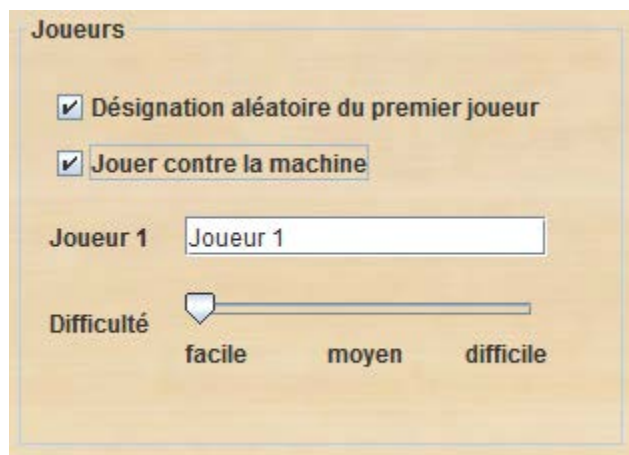 Joueurs
Désignation aléatoire du premier joueur
Jouer contre la machine
Joueur 1 Joueur 1
Difficulté
facile moyen difficile